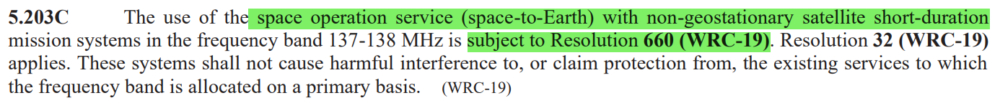 5.203C The use of the space operation service (space-to-Earth) with non-geostationary satellite short-duration
mission systems in the frequency band 137-138 MHz is subject to Resolution 660 (WRC-19). Resolution 32 (WRC-19)
applies. These systems shall not cause harmful interference to, or claim protection from, the existing services to which
the frequency band is allocated on a primary basis. (WRC-19)